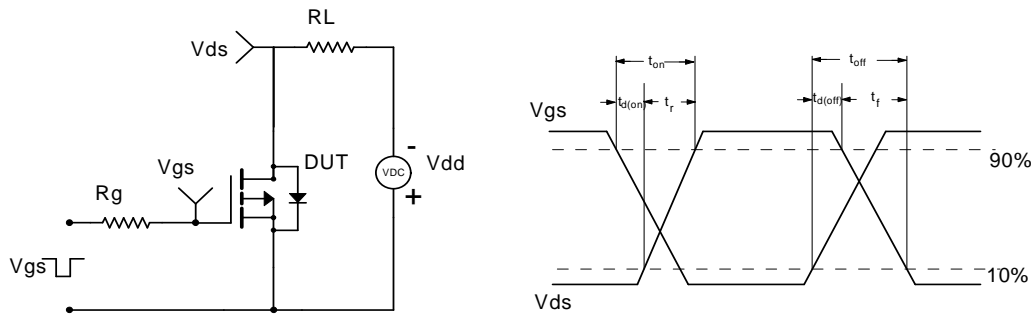 RL
Vds
Vgs
DUT
-
VDC
Vdd
+
Rg
Vgs
ton
toff
td(on)
tr
td(off)
tf
Vgs
90%
10%
Vds